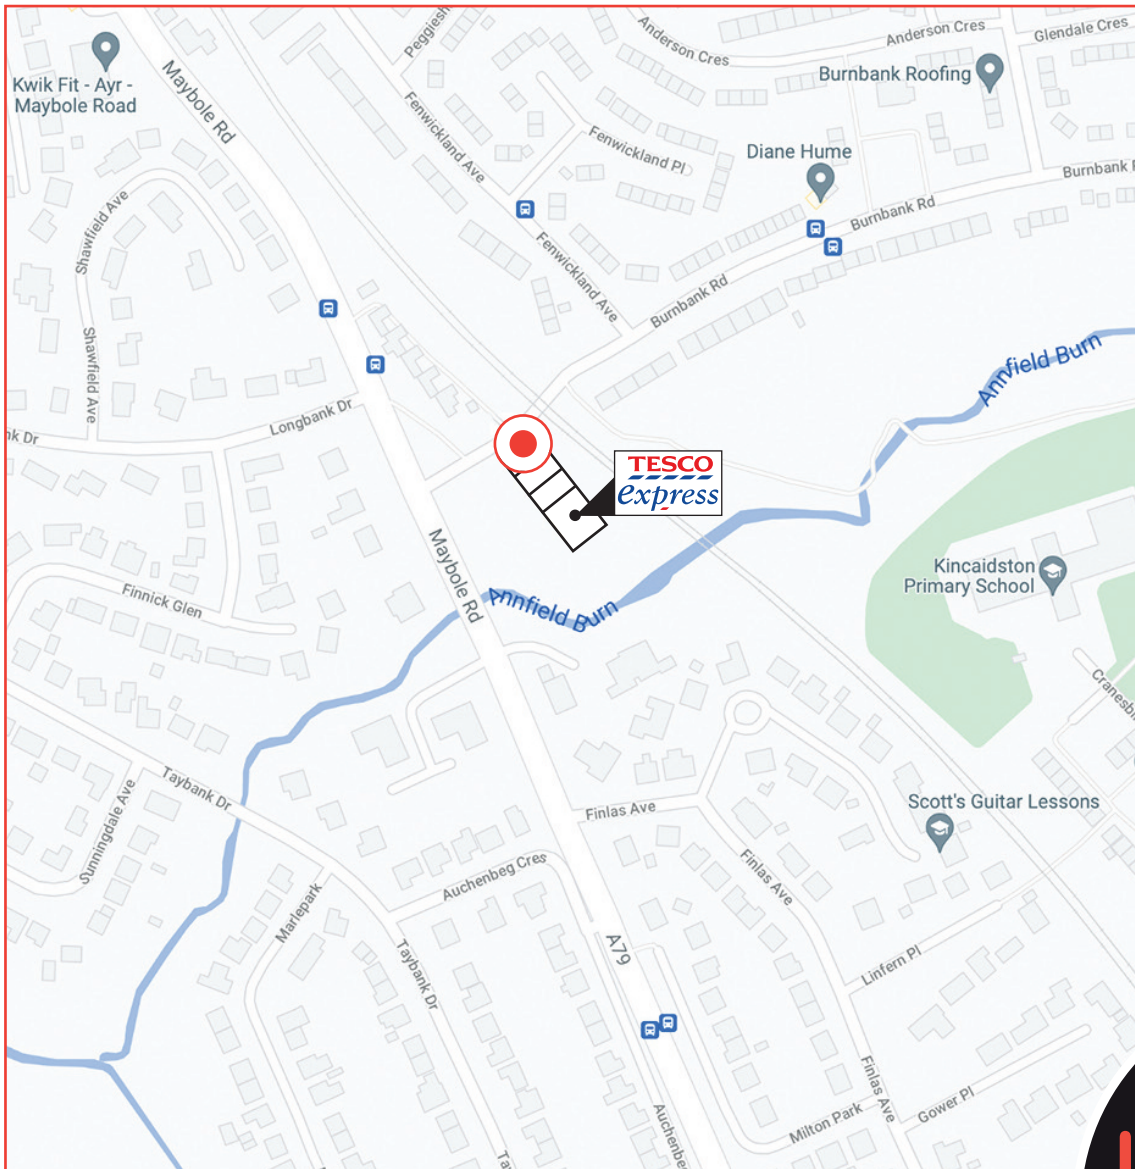 Peggiesh
Anderson Cres
Anderson Cres
Glendale Cres
Kwik Fit - Ayr -
Maybole Road
Maybole Rd
Burnbank Roofing
Fenwickland Ave
Fenwickland Pl
Diane Hume
Burnbank R
Burnbank Rd
Shawfield Ave
Fenwickland Ave
Burnbank Rd
Shawfield Ave
Annfield Burn
Longbank Dr
nk Dr
TESCO
express
Maybole Rd
Kincaidston
Primary School
Finnick Glen
Annfield Burn
Cranesbi
Taybank Dr
Sunningdale Ave
Finlas Ave
Scott's Guitar Lessons
Auchenbeg Cres
Finlas Ave
Marlepark
A79
Taybank Dr
Linfern Pl
Finlas Ave
Gower Pl
Milton Park
Auchenbe
Ta